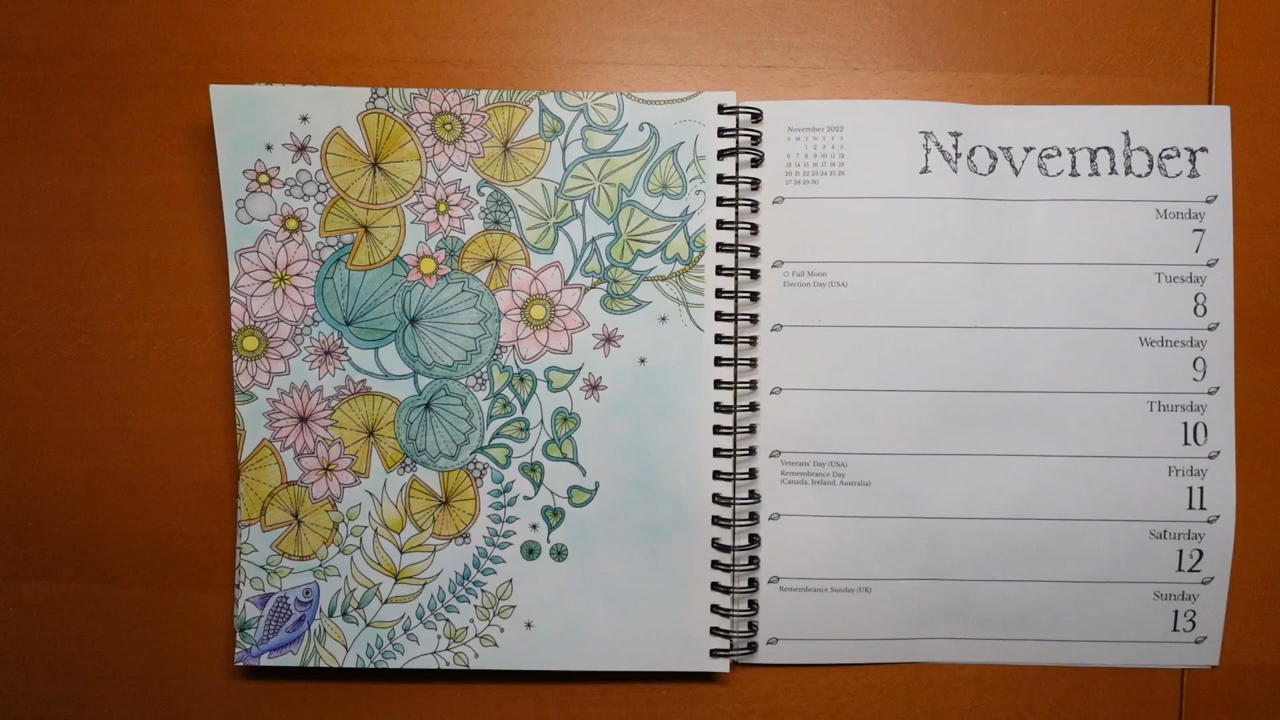 November 2022
S M T W T F S
1 2 3 4 5
6 7 8 9 10 11 12
13 14 15 16 17 18 19
20 21 22 23 24 25 26
27 28 29 30
November
Monday
7
Full Moon
Election Day (USA)
Tuesday
8
Wednesday
9
Thursday
10
Veterans' Day (USA)
Remembrance Day
(Canada, Ireland, Australia)
Friday
11
Saturday
12
Remembrance Sunday (UK)
Sunday
13